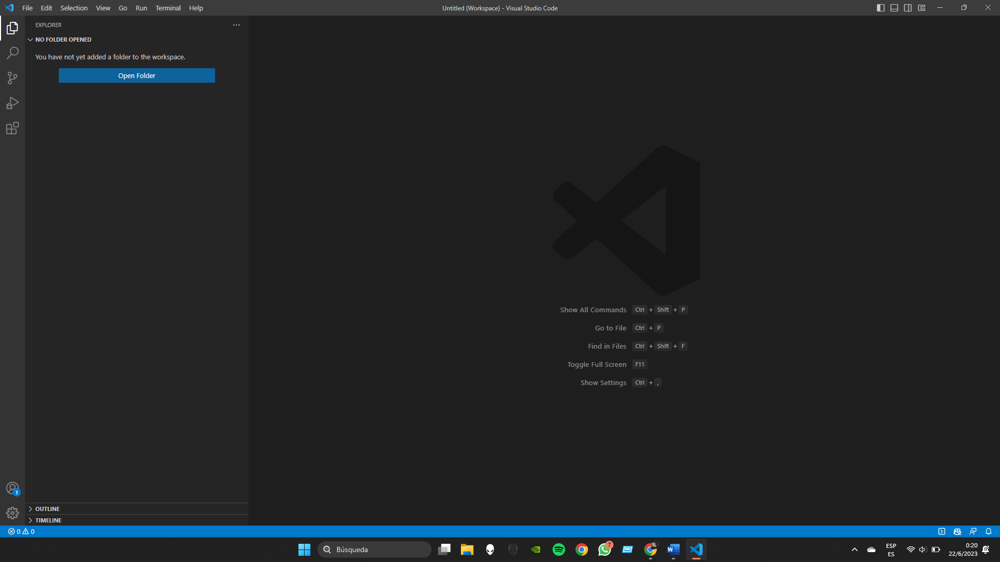 File Edit Selection View Go Run Terminal Help
Untitled (Workspace) - Visual Studio Code
EXPLORER
NO FOLDER OPENED
You have not yet added a folder to the workspace.
Open Folder
Show All Commands Ctrl + Shift + P
Go to File Ctrl + P
Find in Files Ctrl + Shift + F
Toggle Full Screen F11
Show Settings Ctrl + ,
1
OUTLINE
TIMELINE
0 0
Búsqueda
7
W
ESP
ES
0:20
22/6/2023